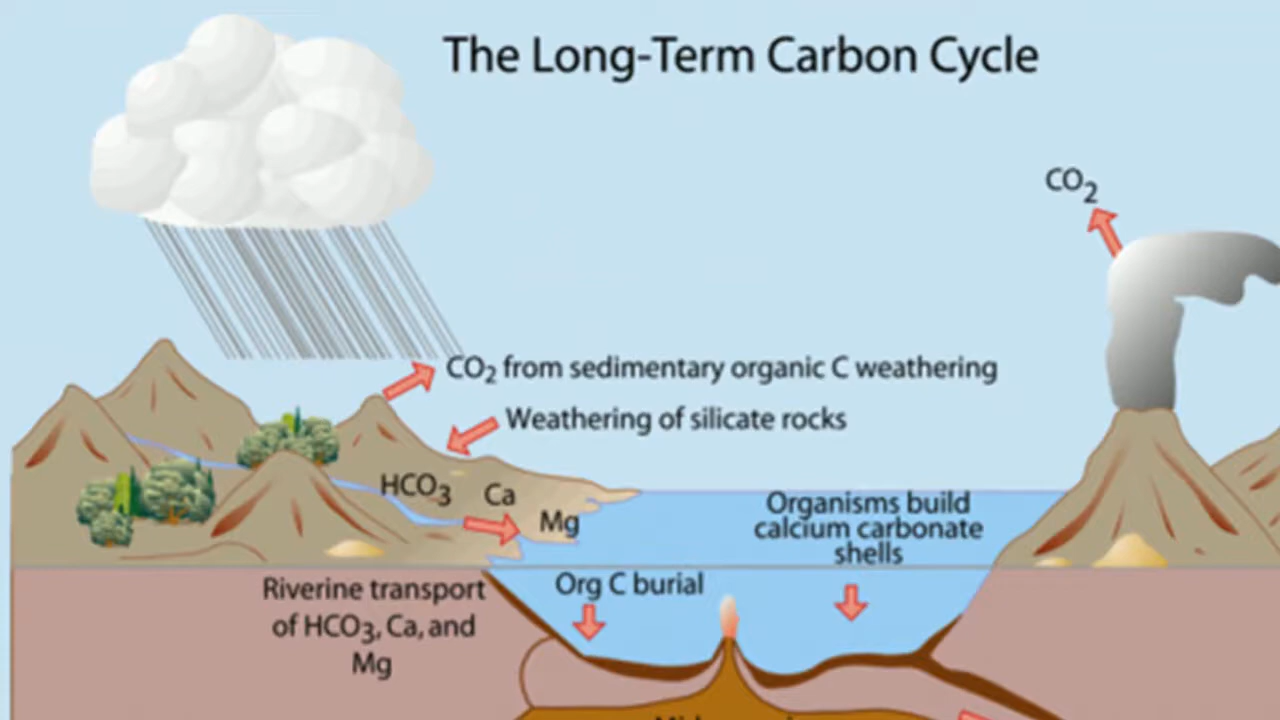 The Long-Term Carbon Cycle
CO2
CO2 from sedimentary organic C weathering
Weathering of silicate rocks
HCO3
Ca
Mg
Organisms build
calcium carbonate
shells
Org C burial
Riverine transport
of HCO3, Ca, and
Mg